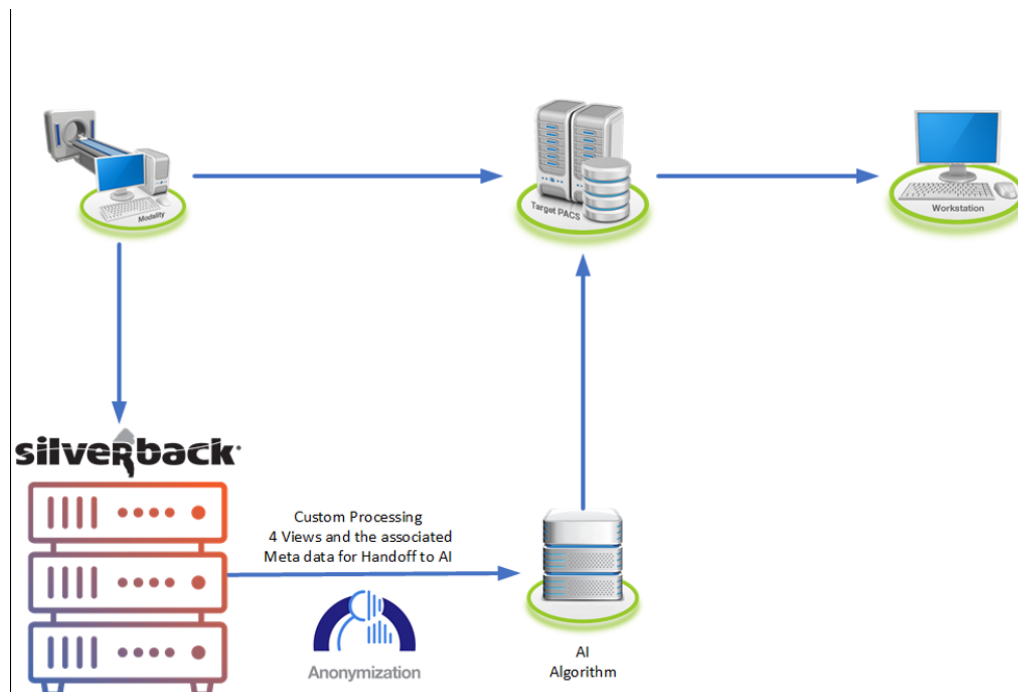 Modality
Target PACS
Workstation
silverback
Custom Processing
4 Views and the associated
Meta data for Handoff to AI
Anonymization
AI
Algorithm